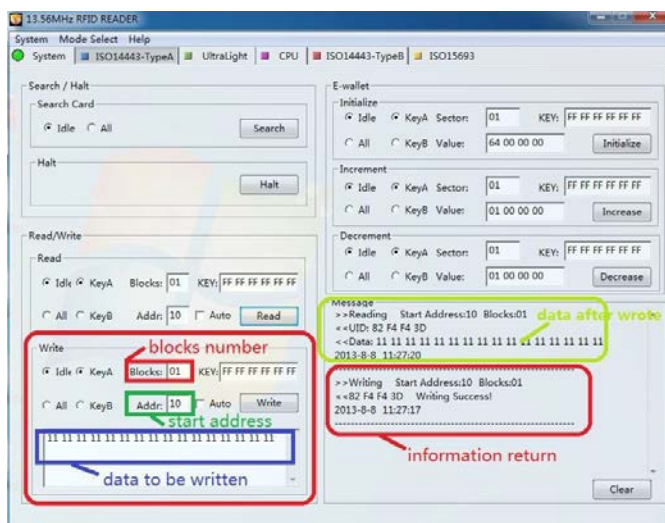 13.56MHz RFID READER
System Mode Select Help
System ISO14443-TypeA UltraLight CPU ISO14443-TypeB ISO15693
Search / Halt
Search Card
Idle All Search
Halt
Halt
Read/Write
Read
Idle KeyA Blocks: 01 KEY: FF FF FF FF FF FF
All KeyB Addr: 10 Auto Read
Write
blocks number
Idle KeyA Blocks: 01 KEY: FF FF FF FF FF FF
All KeyB Addr: 10 Auto Write
start address
11 11 11 11 11 11 11 11 11 11 11 11 11 11 11 11
data to be written
E-wallet
Initialize
Idle KeyA Sector: 01 KEY: FF FF FF FF FF FF
All KeyB Value: 64 00 00 00 Initialize
Increment
Idle KeyA Sector: 01 KEY: FF FF FF FF FF FF
All KeyB Value: 01 00 00 00 Increase
Decrement
Idle KeyA Sector: 01 KEY: FF FF FF FF FF FF
All KeyB Value: 01 00 00 00 Decrease
Message
>>Reading Start Address:10 Blocks:01
data after wrote
<<UID: 82 F4 F4 3D
<<Data: 11 11 11 11 11 11 11 11 11 11 11 11 11 11 11 11
2013-8-8 11:27:20
>>Writing Start Address:10 Blocks:01
<<82 F4 F4 3D Writing Success!
2013-8-8 11:27:17
information return
Clear